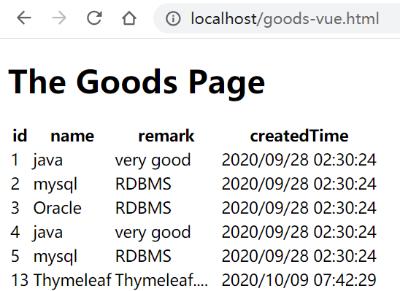 localhost/goods-vue.html
The Goods Page
id name remark createdTime
1 java very good 2020/09/28 02:30:24
2 mysql RDBMS 2020/09/28 02:30:24
3 Oracle RDBMS 2020/09/28 02:30:24
4 java very good 2020/09/28 02:30:24
5 mysql RDBMS 2020/09/28 02:30:24
13 Thymeleaf Thymeleaf.... 2020/10/09 07:42:29